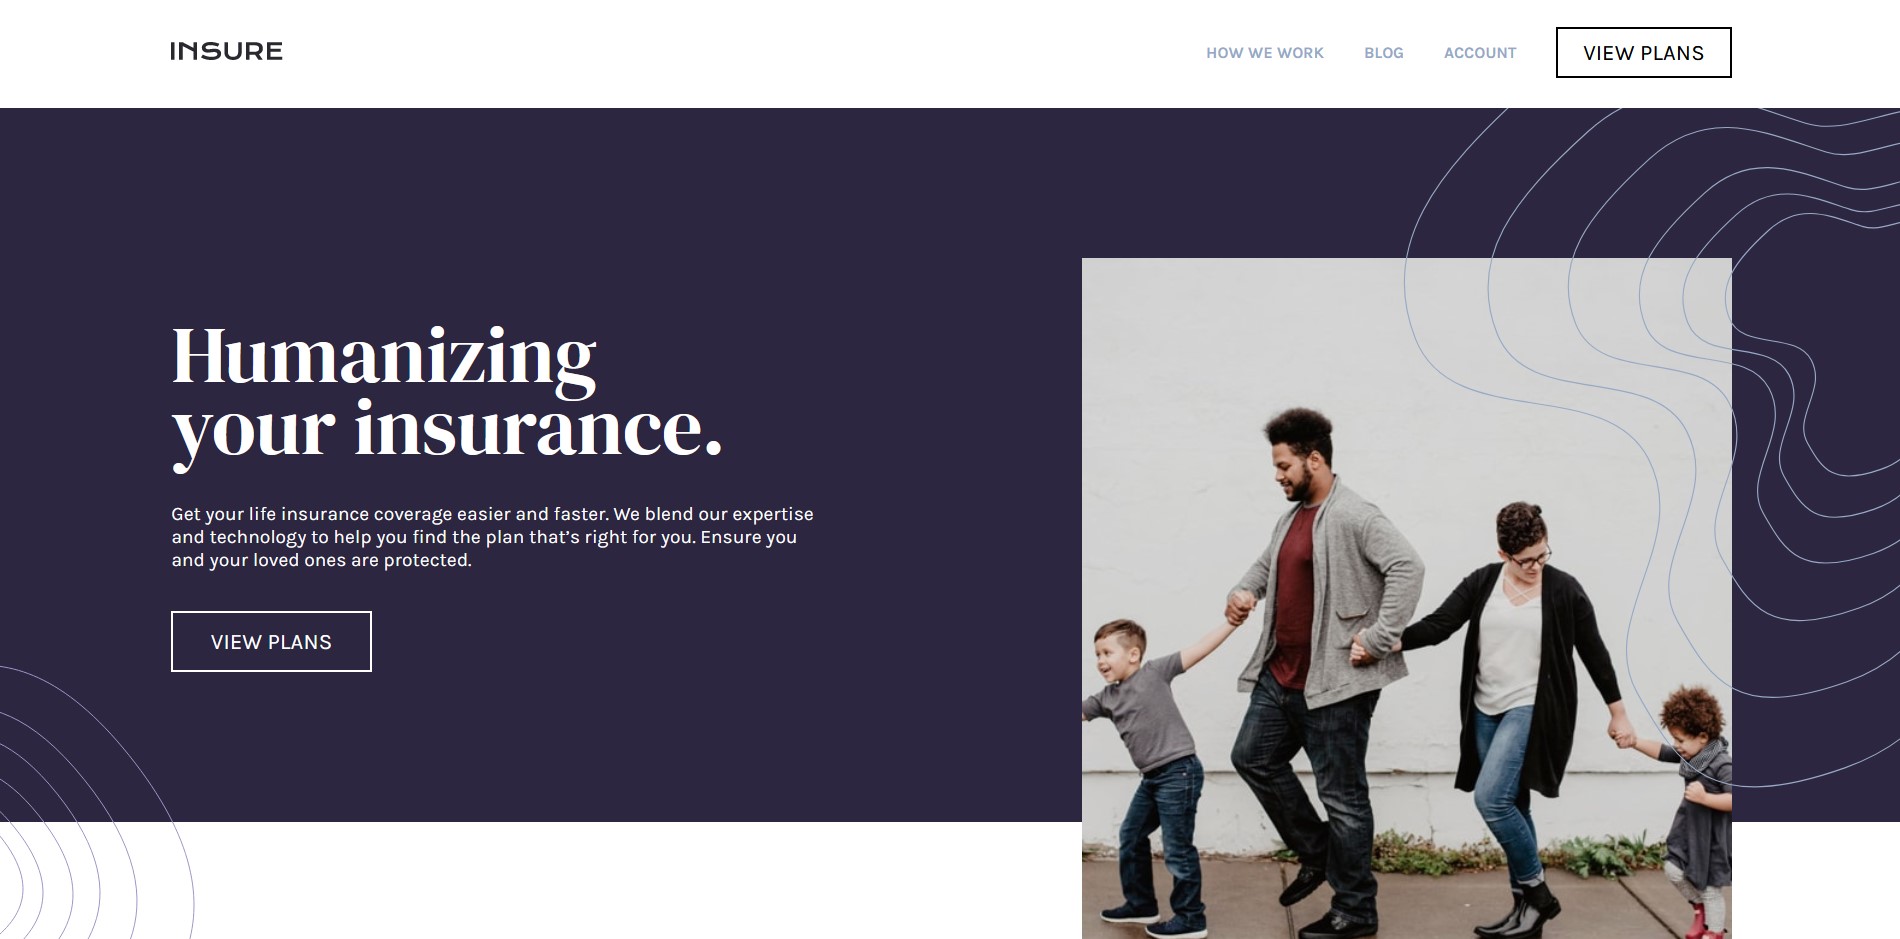 INSURE
HOW WE WORK
BLOG
ACCOUNT
VIEW PLANS
Humanizing
your insurance.
Get your life insurance coverage easier and faster. We blend our expertise
and technology to help you find the plan that’s right for you. Ensure you
and your loved ones are protected.
VIEW PLANS